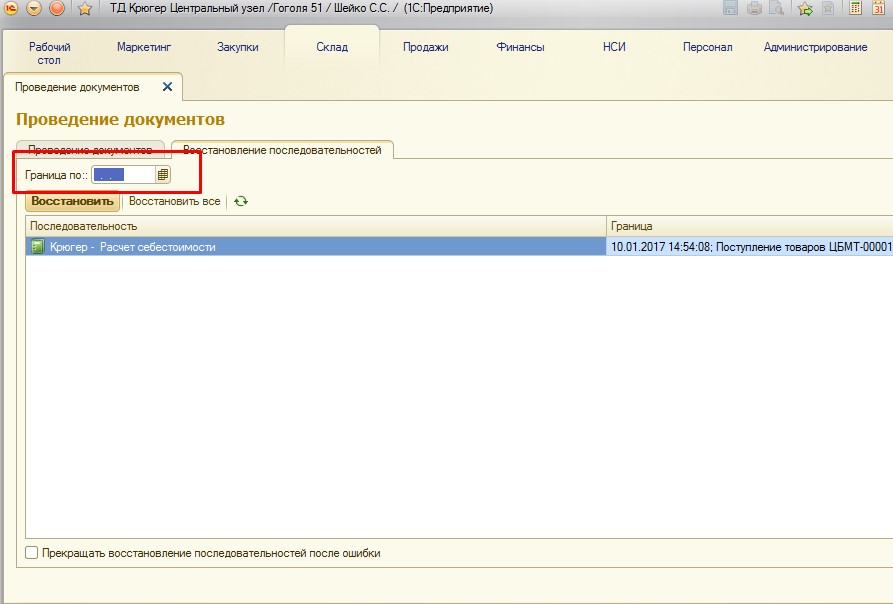 ТД Крюгер Центральный узел /Гоголя 51 / Шейко С.С. / (1С:Предприятие)
31
Рабочий
стол
Маркетинг
Закупки
Склад
Продажи
Финансы
НСИ
Персонал
Администрирование
Проведение документов
Проведение документов
Проведение документов
Восстановление последовательностей
Граница по::
. .
Восстановить
Восстановить все
Последовательность
Граница
Крюгер - Расчет себестоимости
10.01.2017 14:54:08; Поступление товаров ЦБМТ-00001
Прекращать восстановление последовательностей после ошибки